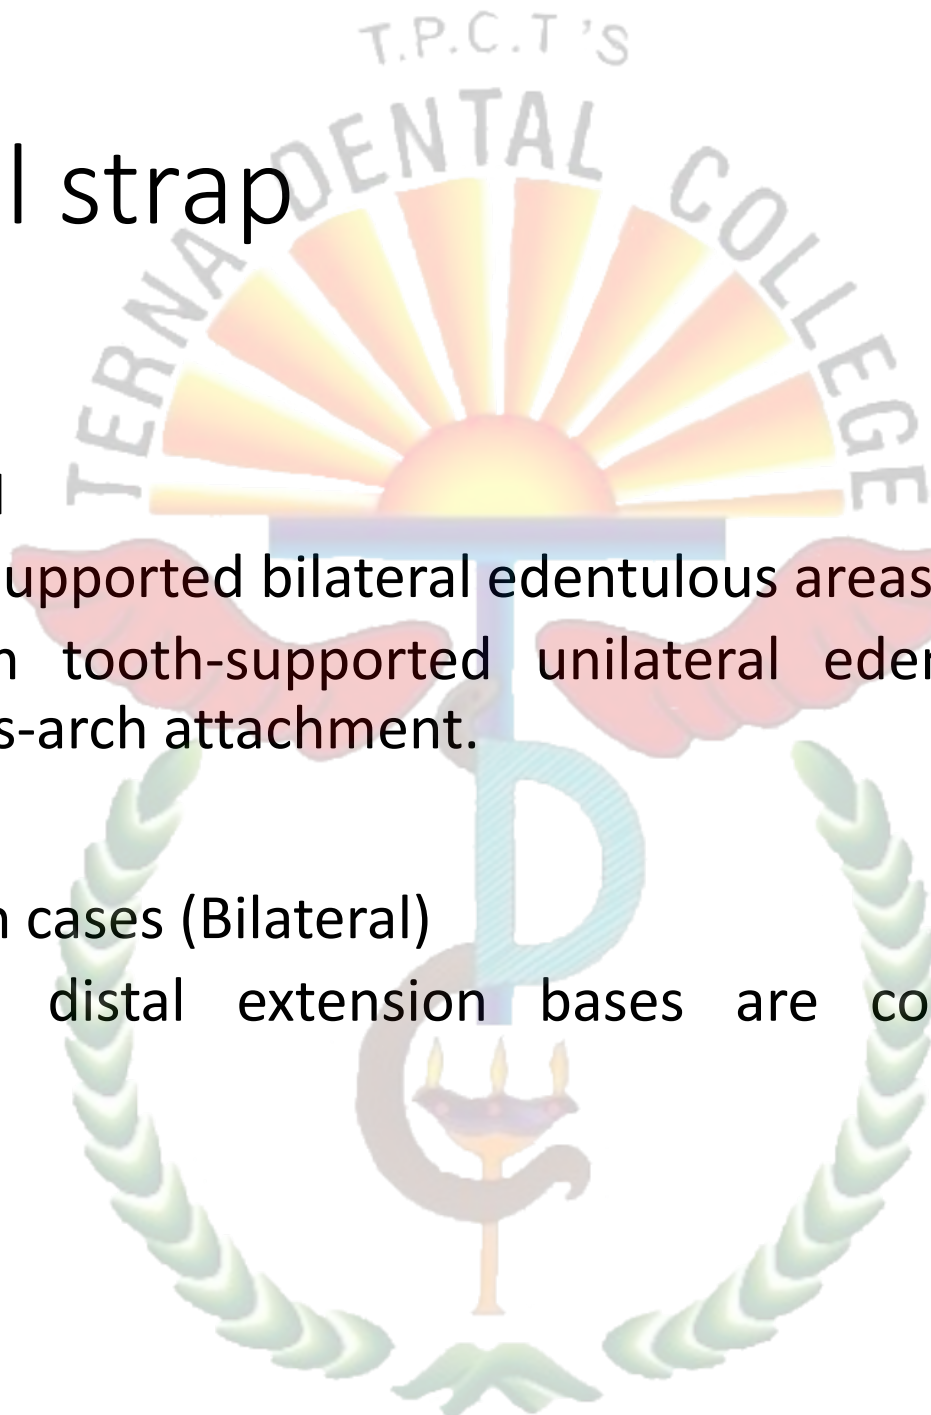 T.P.C.T'S
TERNA DENTAL COLLEGE
l strap
upported bilateral edentulous areas
tooth-supported unilateral eden
s-arch attachment.
n cases (Bilateral)
distal extension bases are co